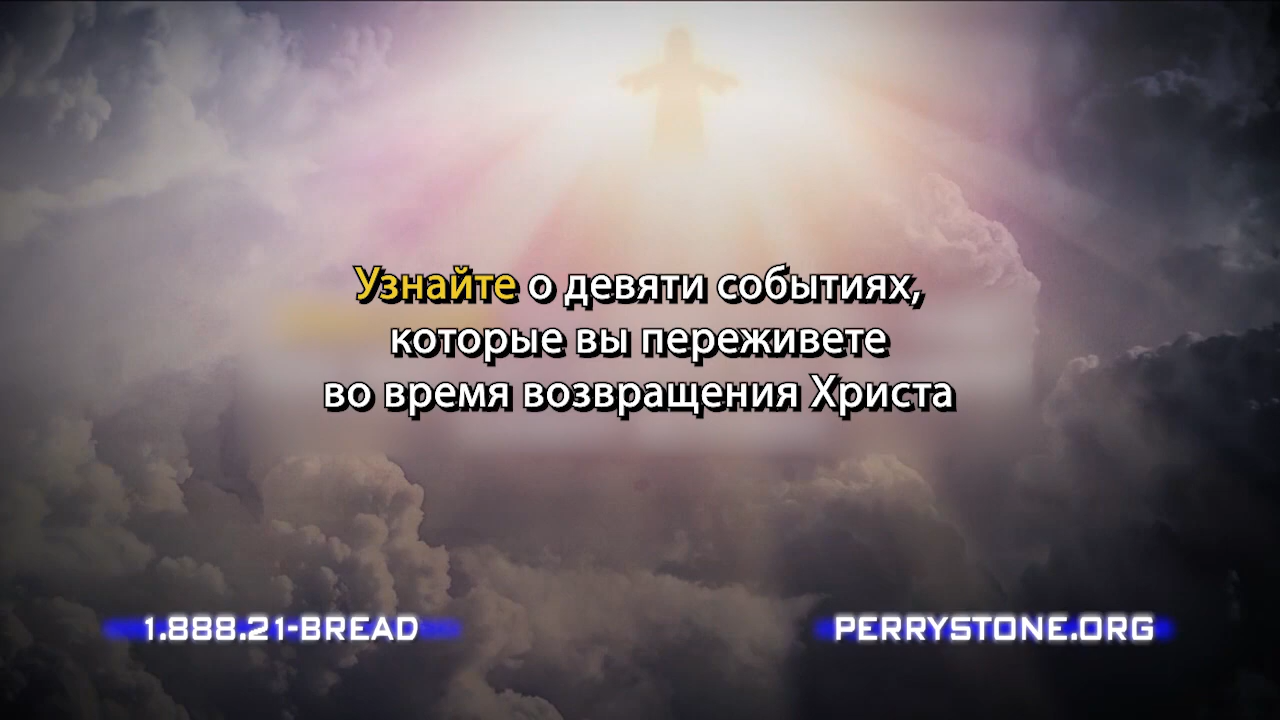 Узнайте о девяти событиях,
которые вы переживете
во время возвращения Христа
1.888.21-BREAD
PERRYSTONE.ORG